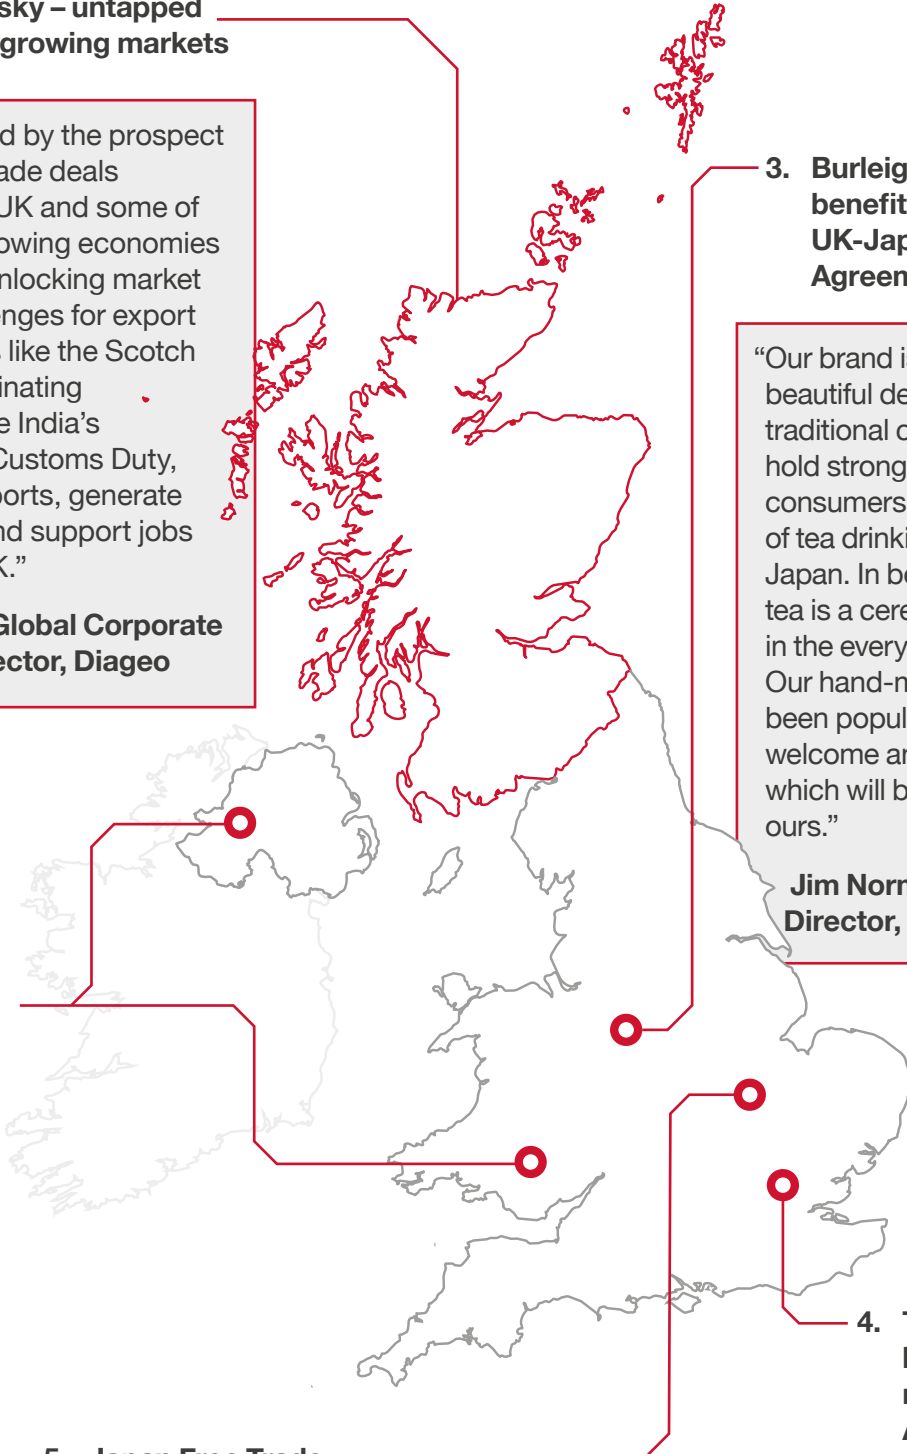 sky – untapped
growing markets
d by the prospect
ade deals
UK and some of
owing economies
nlocking market
enges for export
s like the Scotch
inating
e India’s
Customs Duty,
ports, generate
nd support jobs
K.”
Global Corporate
ector, Diageo
3. Burleig
benefit
UK-Jap
Agreem
“Our brand is
beautiful de
traditional c
hold strong
consumers
of tea drinki
Japan. In bo
tea is a cere
in the every
Our hand-m
been popul
welcome an
which will b
ours.”
Jim Norm
Director,
4.
5. Japan Free Trade